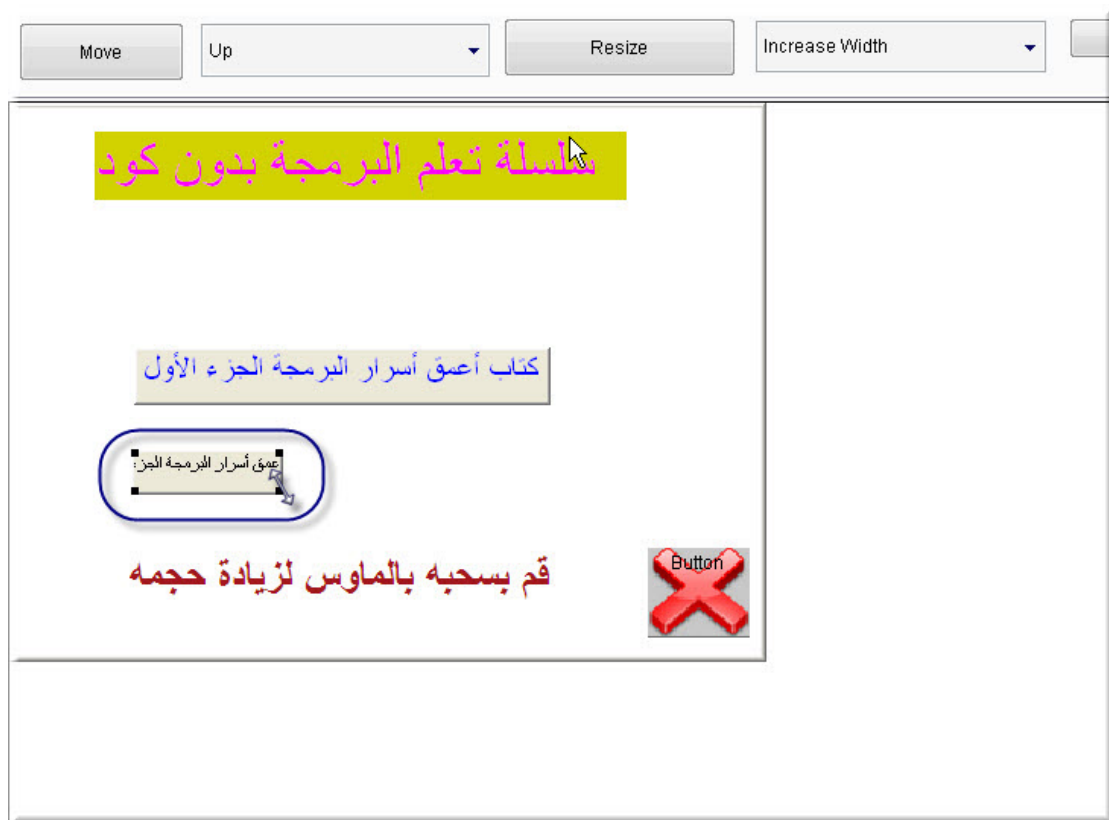 Move
Up
Resize
Increase Width
سلسلة تعلم البرمجة بدون كود
كتاب أعمق أسرار البرمجة الجزء الأول
عمق أسرار البرمجة الجزء
قم بسحبه بالماوس لزيادة حجمه
Button